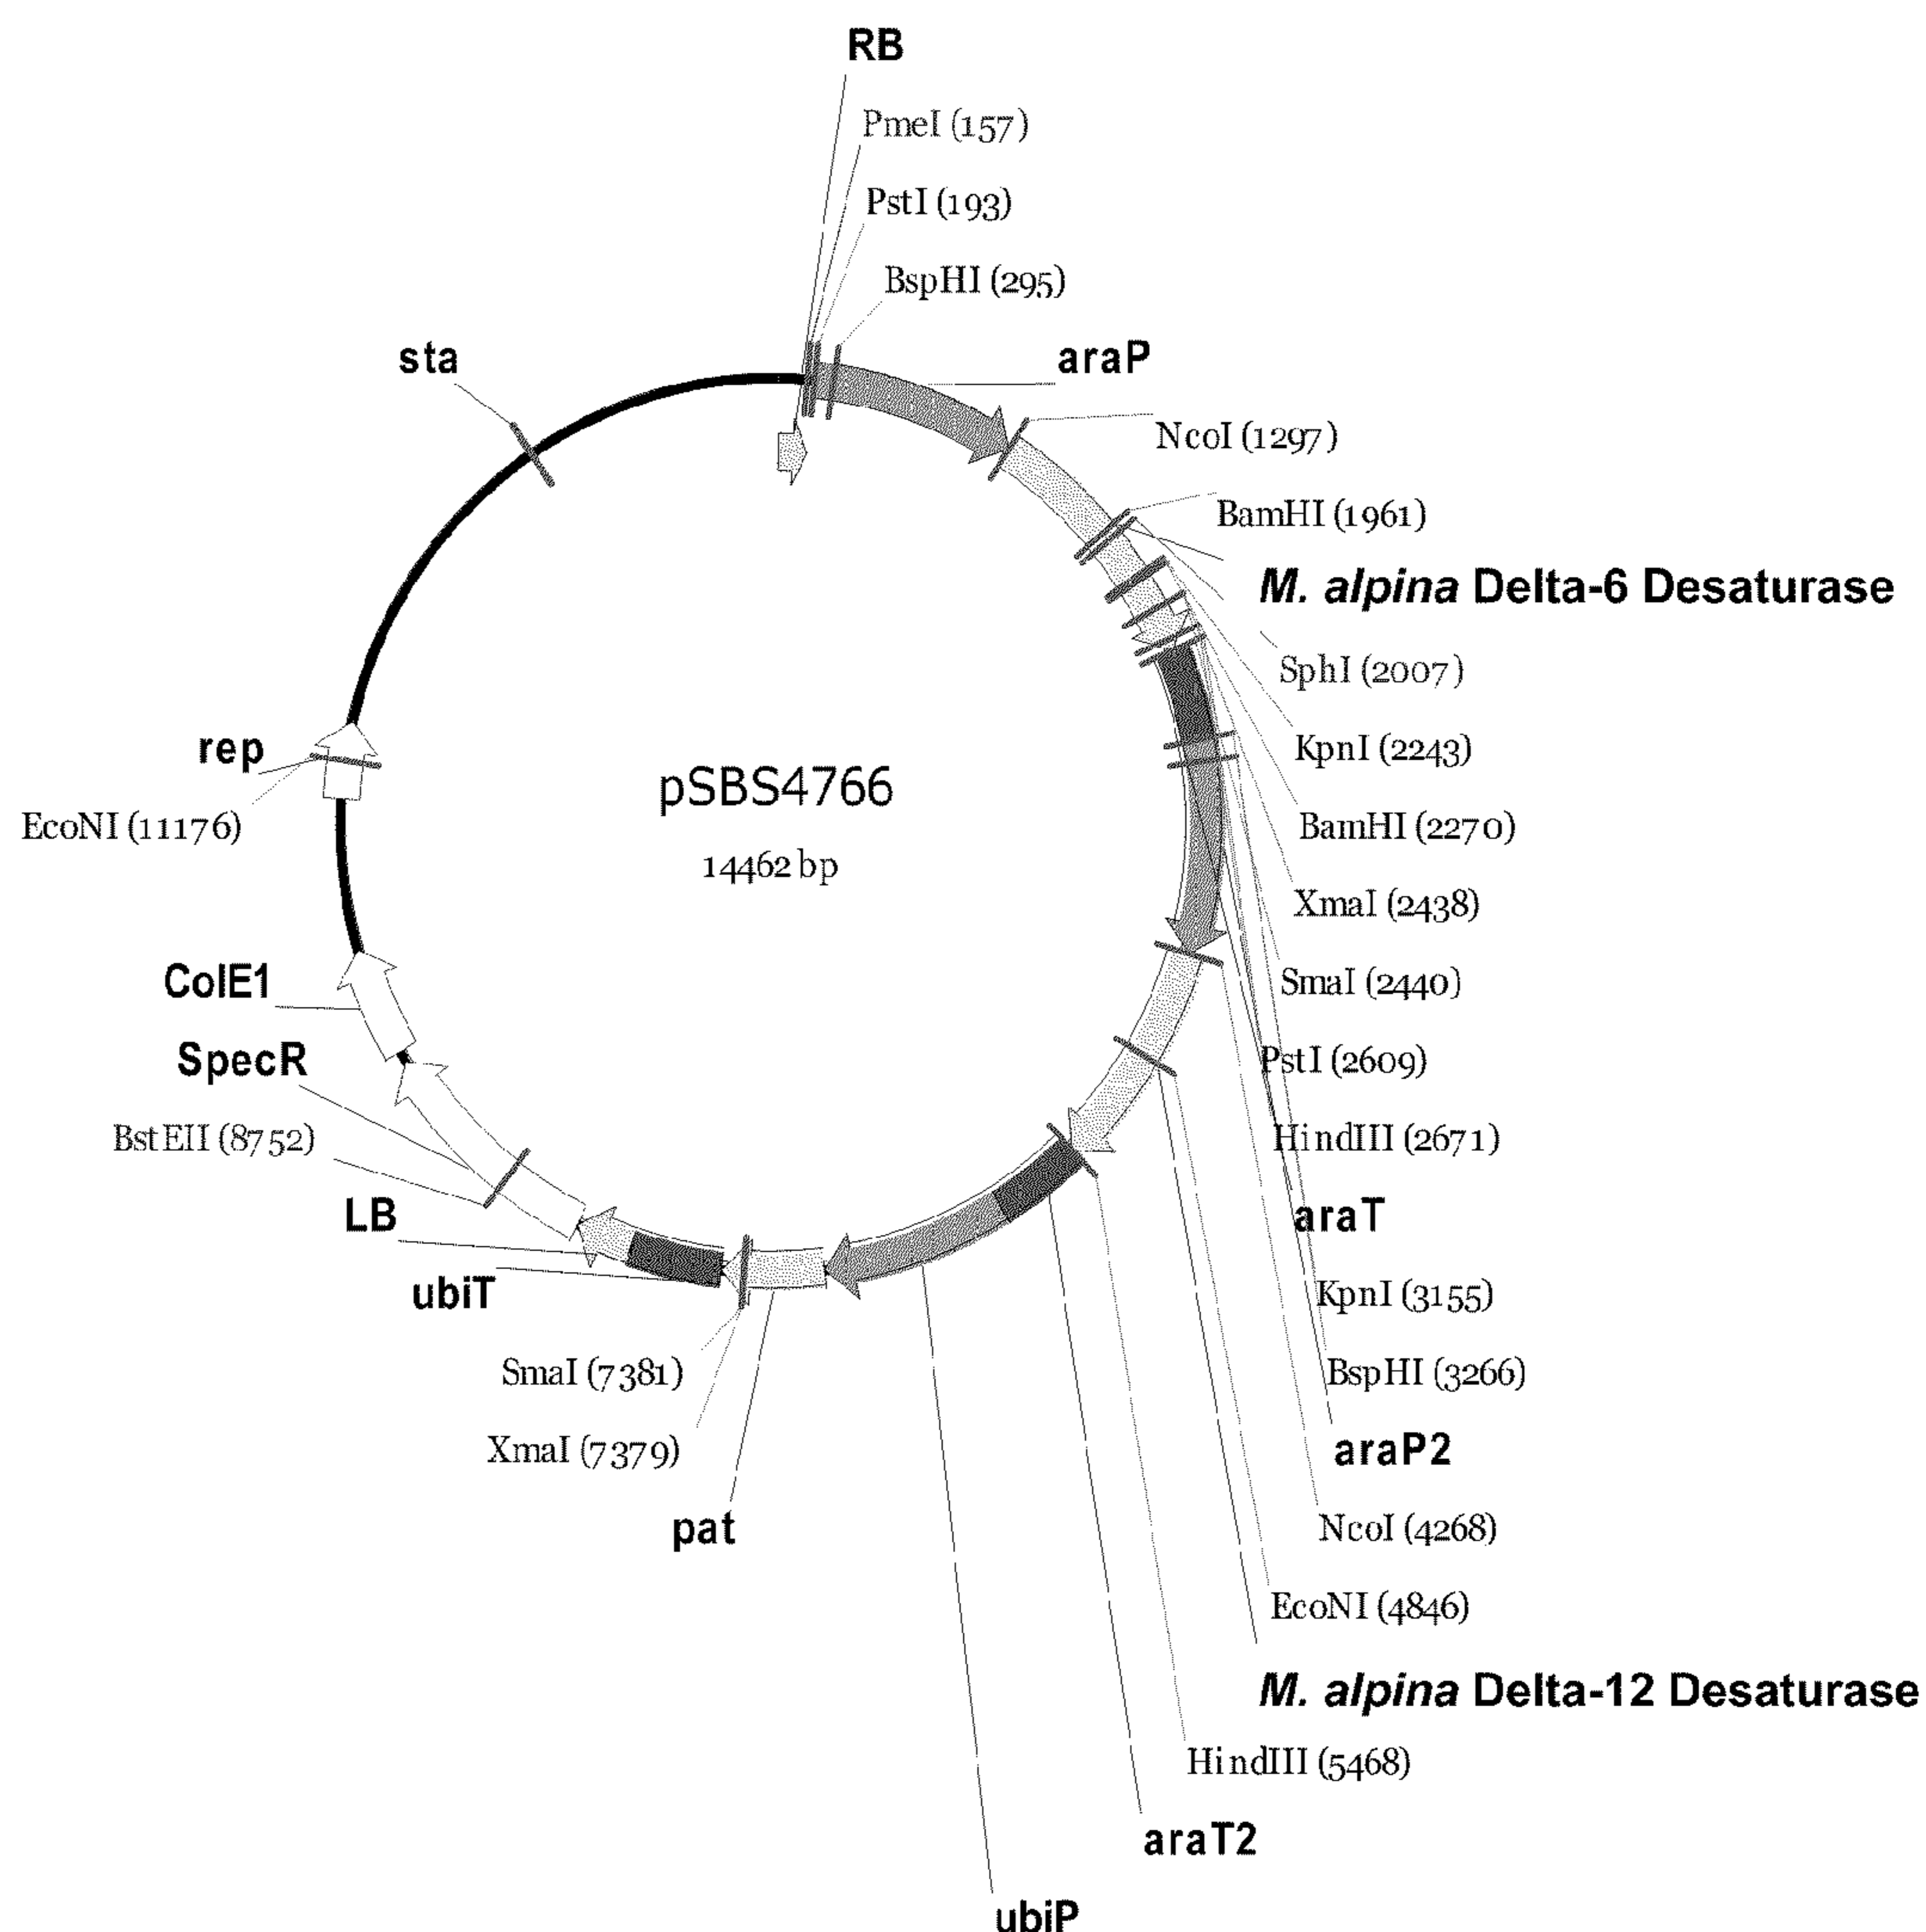 RB
PmeI (157)
PstI (193)
BspHI (295)
sta
araP
NcoI (1297)
BamHI (1961)
M. alpina Delta-6 Desaturase
SphI (2007)
rep
KpnI (2243)
pSBS4766
EcoNI (11176)
BamHI (2270)
14462 bp
XmaI (2438)
ColE1
SmaI (2440)
SpecR
PstI (2609)
BstEII (8752)
HindIII (2671)
LB
araT
ubiT
KpnI (3155)
SmaI (7381)
BspHI (3266)
XmaI (7379)
araP2
pat
NcoI (4268)
EcoNI (4846)
M. alpina Delta-12 Desaturase
HindIII (5468)
araT2
ubiP